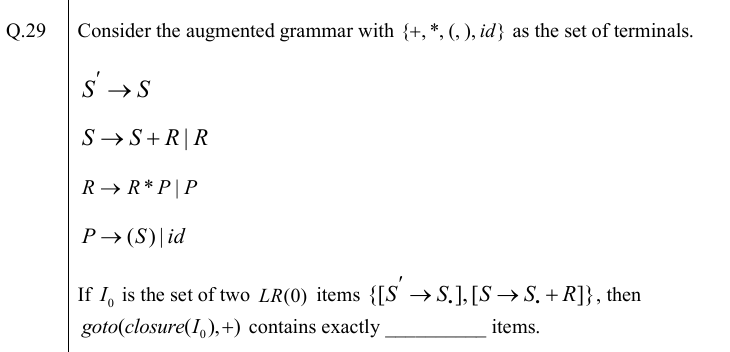 Q.29 Consider the augmented grammar with {+, *, (, ), id} as the set of terminals.
S' → S
S → S + R | R
R → R * P | P
P → (S) | id
If I₀ is the set of two LR(0) items {[S' → S.], [S → S. + R]}, then
goto(closure(I₀), +) contains exactly __________ items.